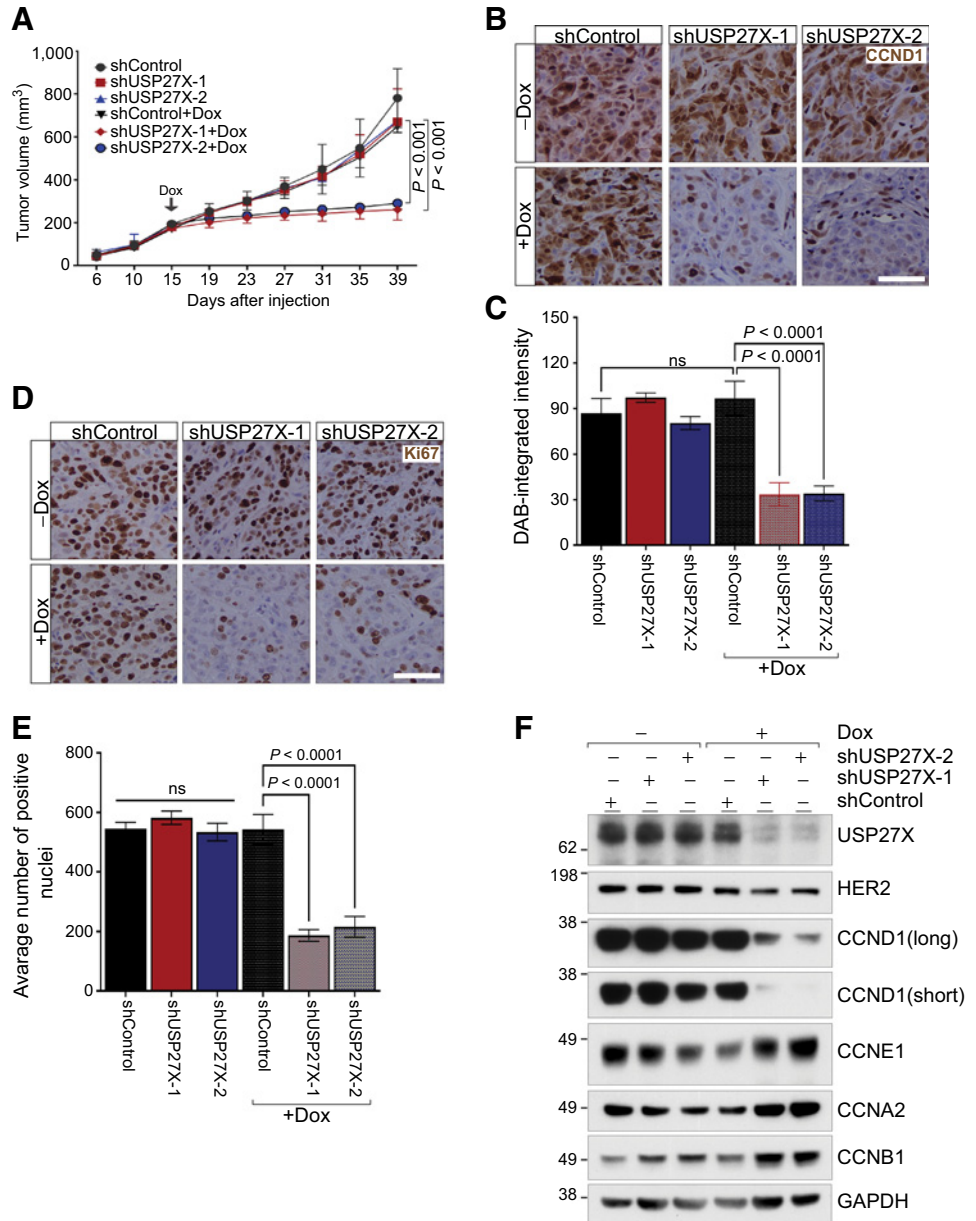 A
1,000
800
600
400
200
0
Tumor volume (mm3)
shControl
shUSP27X-1
shUSP27X-2
shControl+Dox
shUSP27X-1+Dox
shUSP27X-2+Dox
Dox
P < 0.001
P < 0.001
6 10 15 19 23 27 31 35 39
Days after injection
B
shControl shUSP27X-1 shUSP27X-2
CCND1
–Dox
+Dox
C
150
120
90
60
30
0
DAB-integrated intensity
ns
P < 0.0001
P < 0.0001
shControl
shUSP27X-1
shUSP27X-2
shControl
shUSP27X-1
shUSP27X-2
+Dox
D
shControl shUSP27X-1 shUSP27X-2
Ki67
–Dox
+Dox
E
800
600
400
200
0
Avarage number of positive
nuclei
ns
P < 0.0001
P < 0.0001
shControl
shUSP27X-1
shUSP27X-2
shControl
shUSP27X-1
shUSP27X-2
+Dox
F
– + Dox
– – + – – + shUSP27X-2
– + – – + – shUSP27X-1
+ – – + – – shControl
USP27X
62
198
HER2
38
CCND1(long)
38
CCND1(short)
49
CCNE1
49 CCNA2
49 CCNB1
38
GAPDH